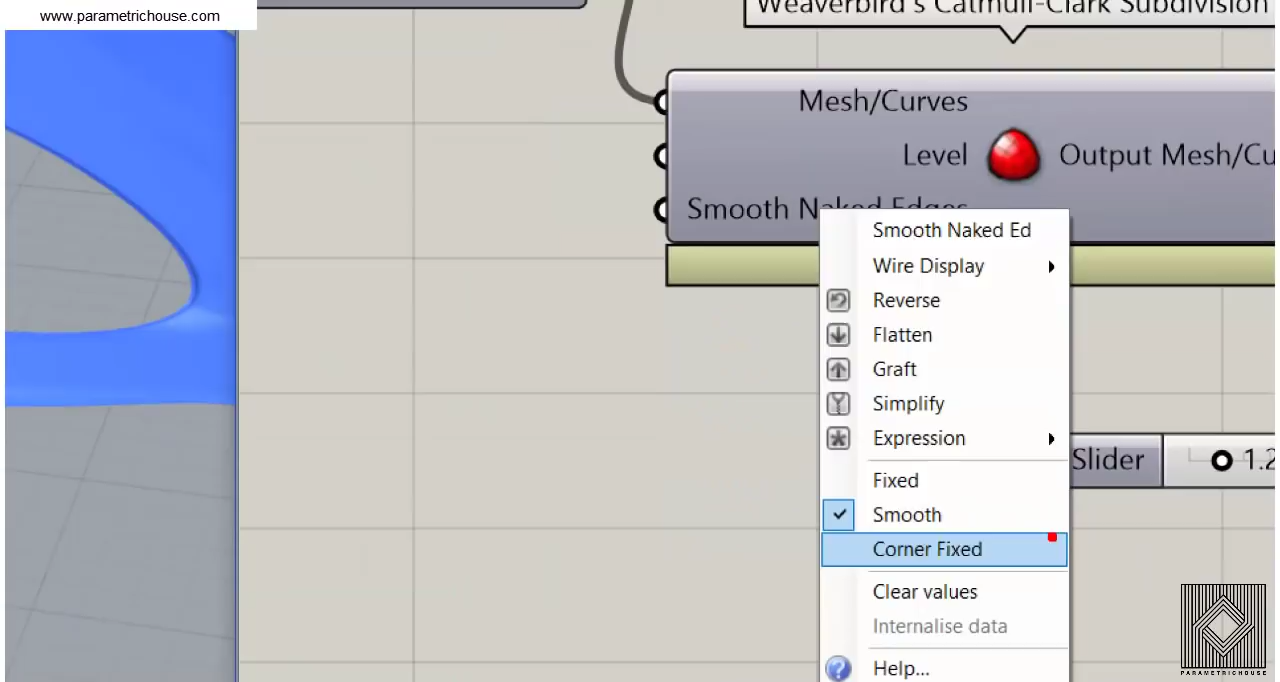 www.parametrichouse.com
Weaverbird's Catmull-Clark Subdivision
Mesh/Curves
Level
Output Mesh/Cu
Smooth Naked Edges
Smooth Naked Ed
Wire Display
Reverse
Flatten
Graft
Simplify
Expression
Slider
1.2
Fixed
Smooth
Corner Fixed
Clear values
Internalise data
Help...
PARAMETRICHOUSE